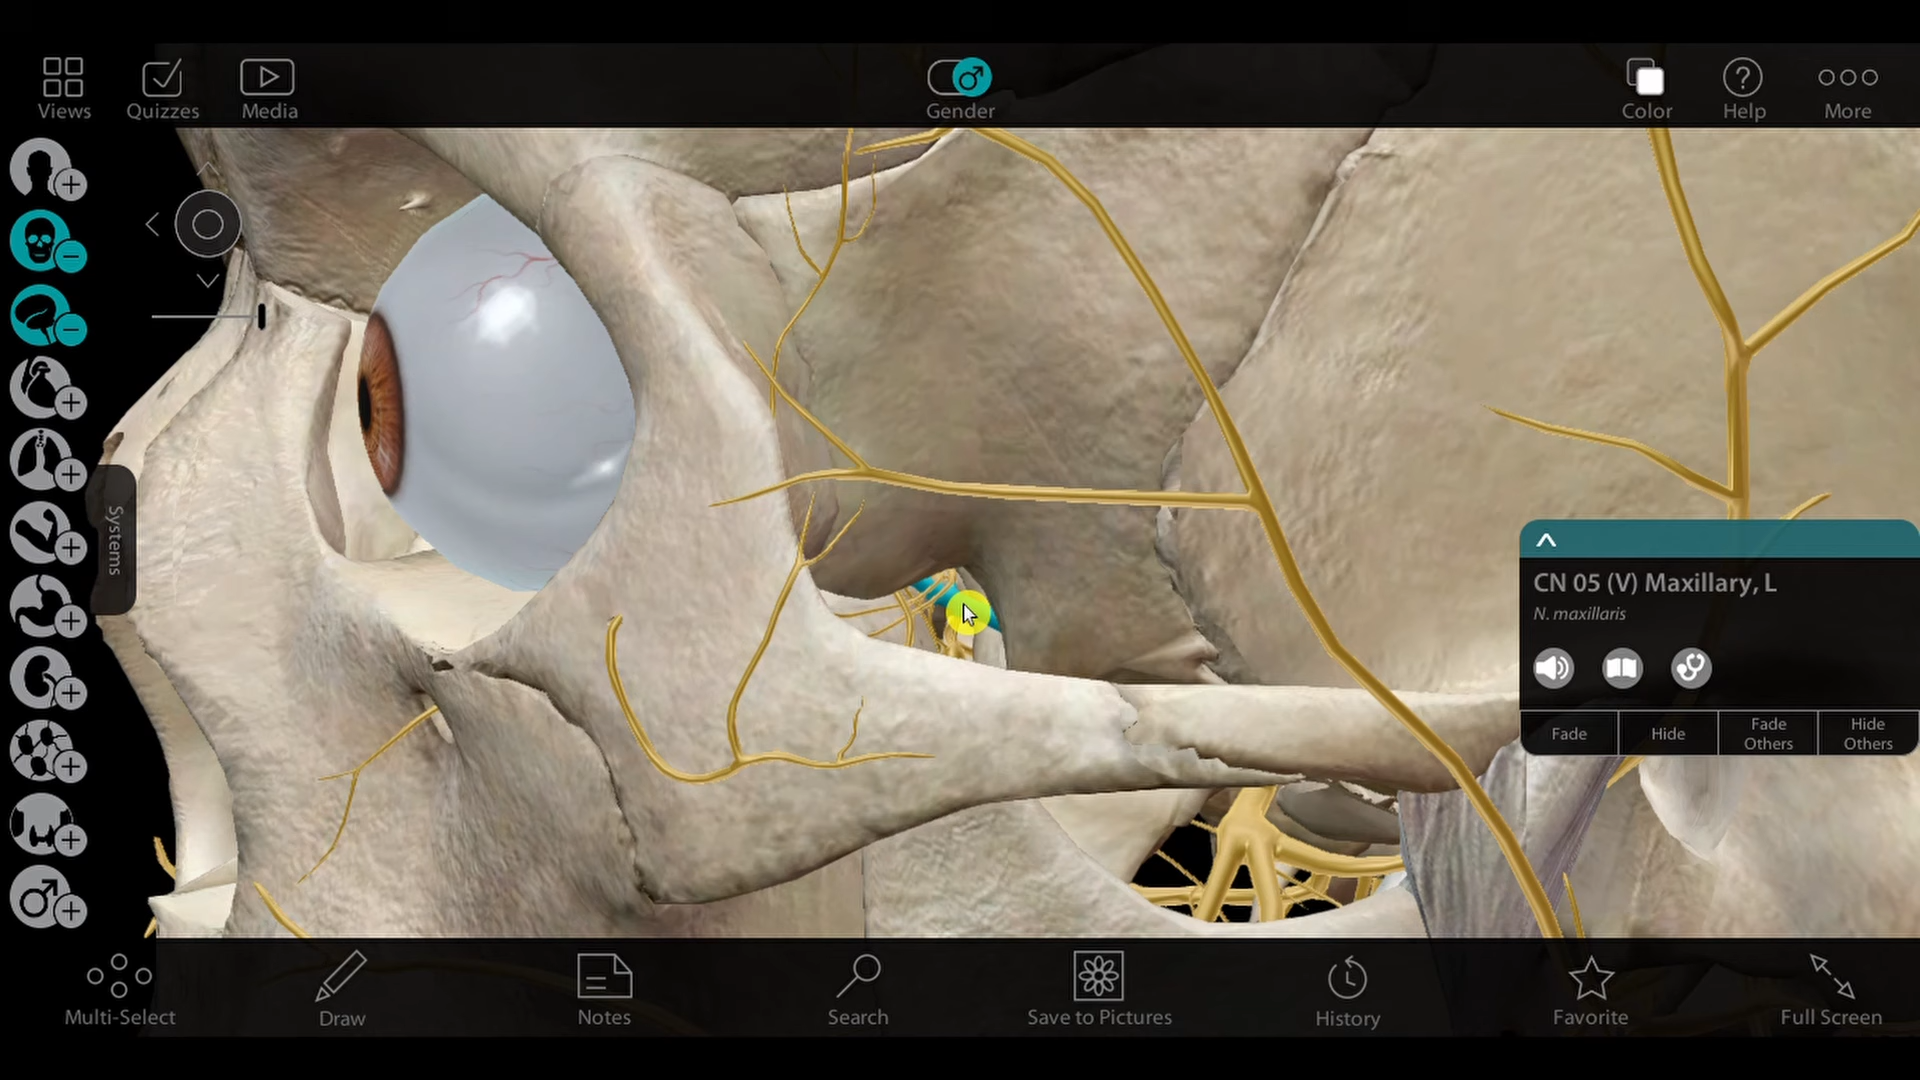 Views
Quizzes
Media
Gender
Color
Help
More
Systems
CN 05 (V) Maxillary, L
N. maxillaris
Fade
Hide
Fade
Others
Hide
Others
Multi-Select
Draw
Notes
Search
Save to Pictures
History
Favorite
Full Screen